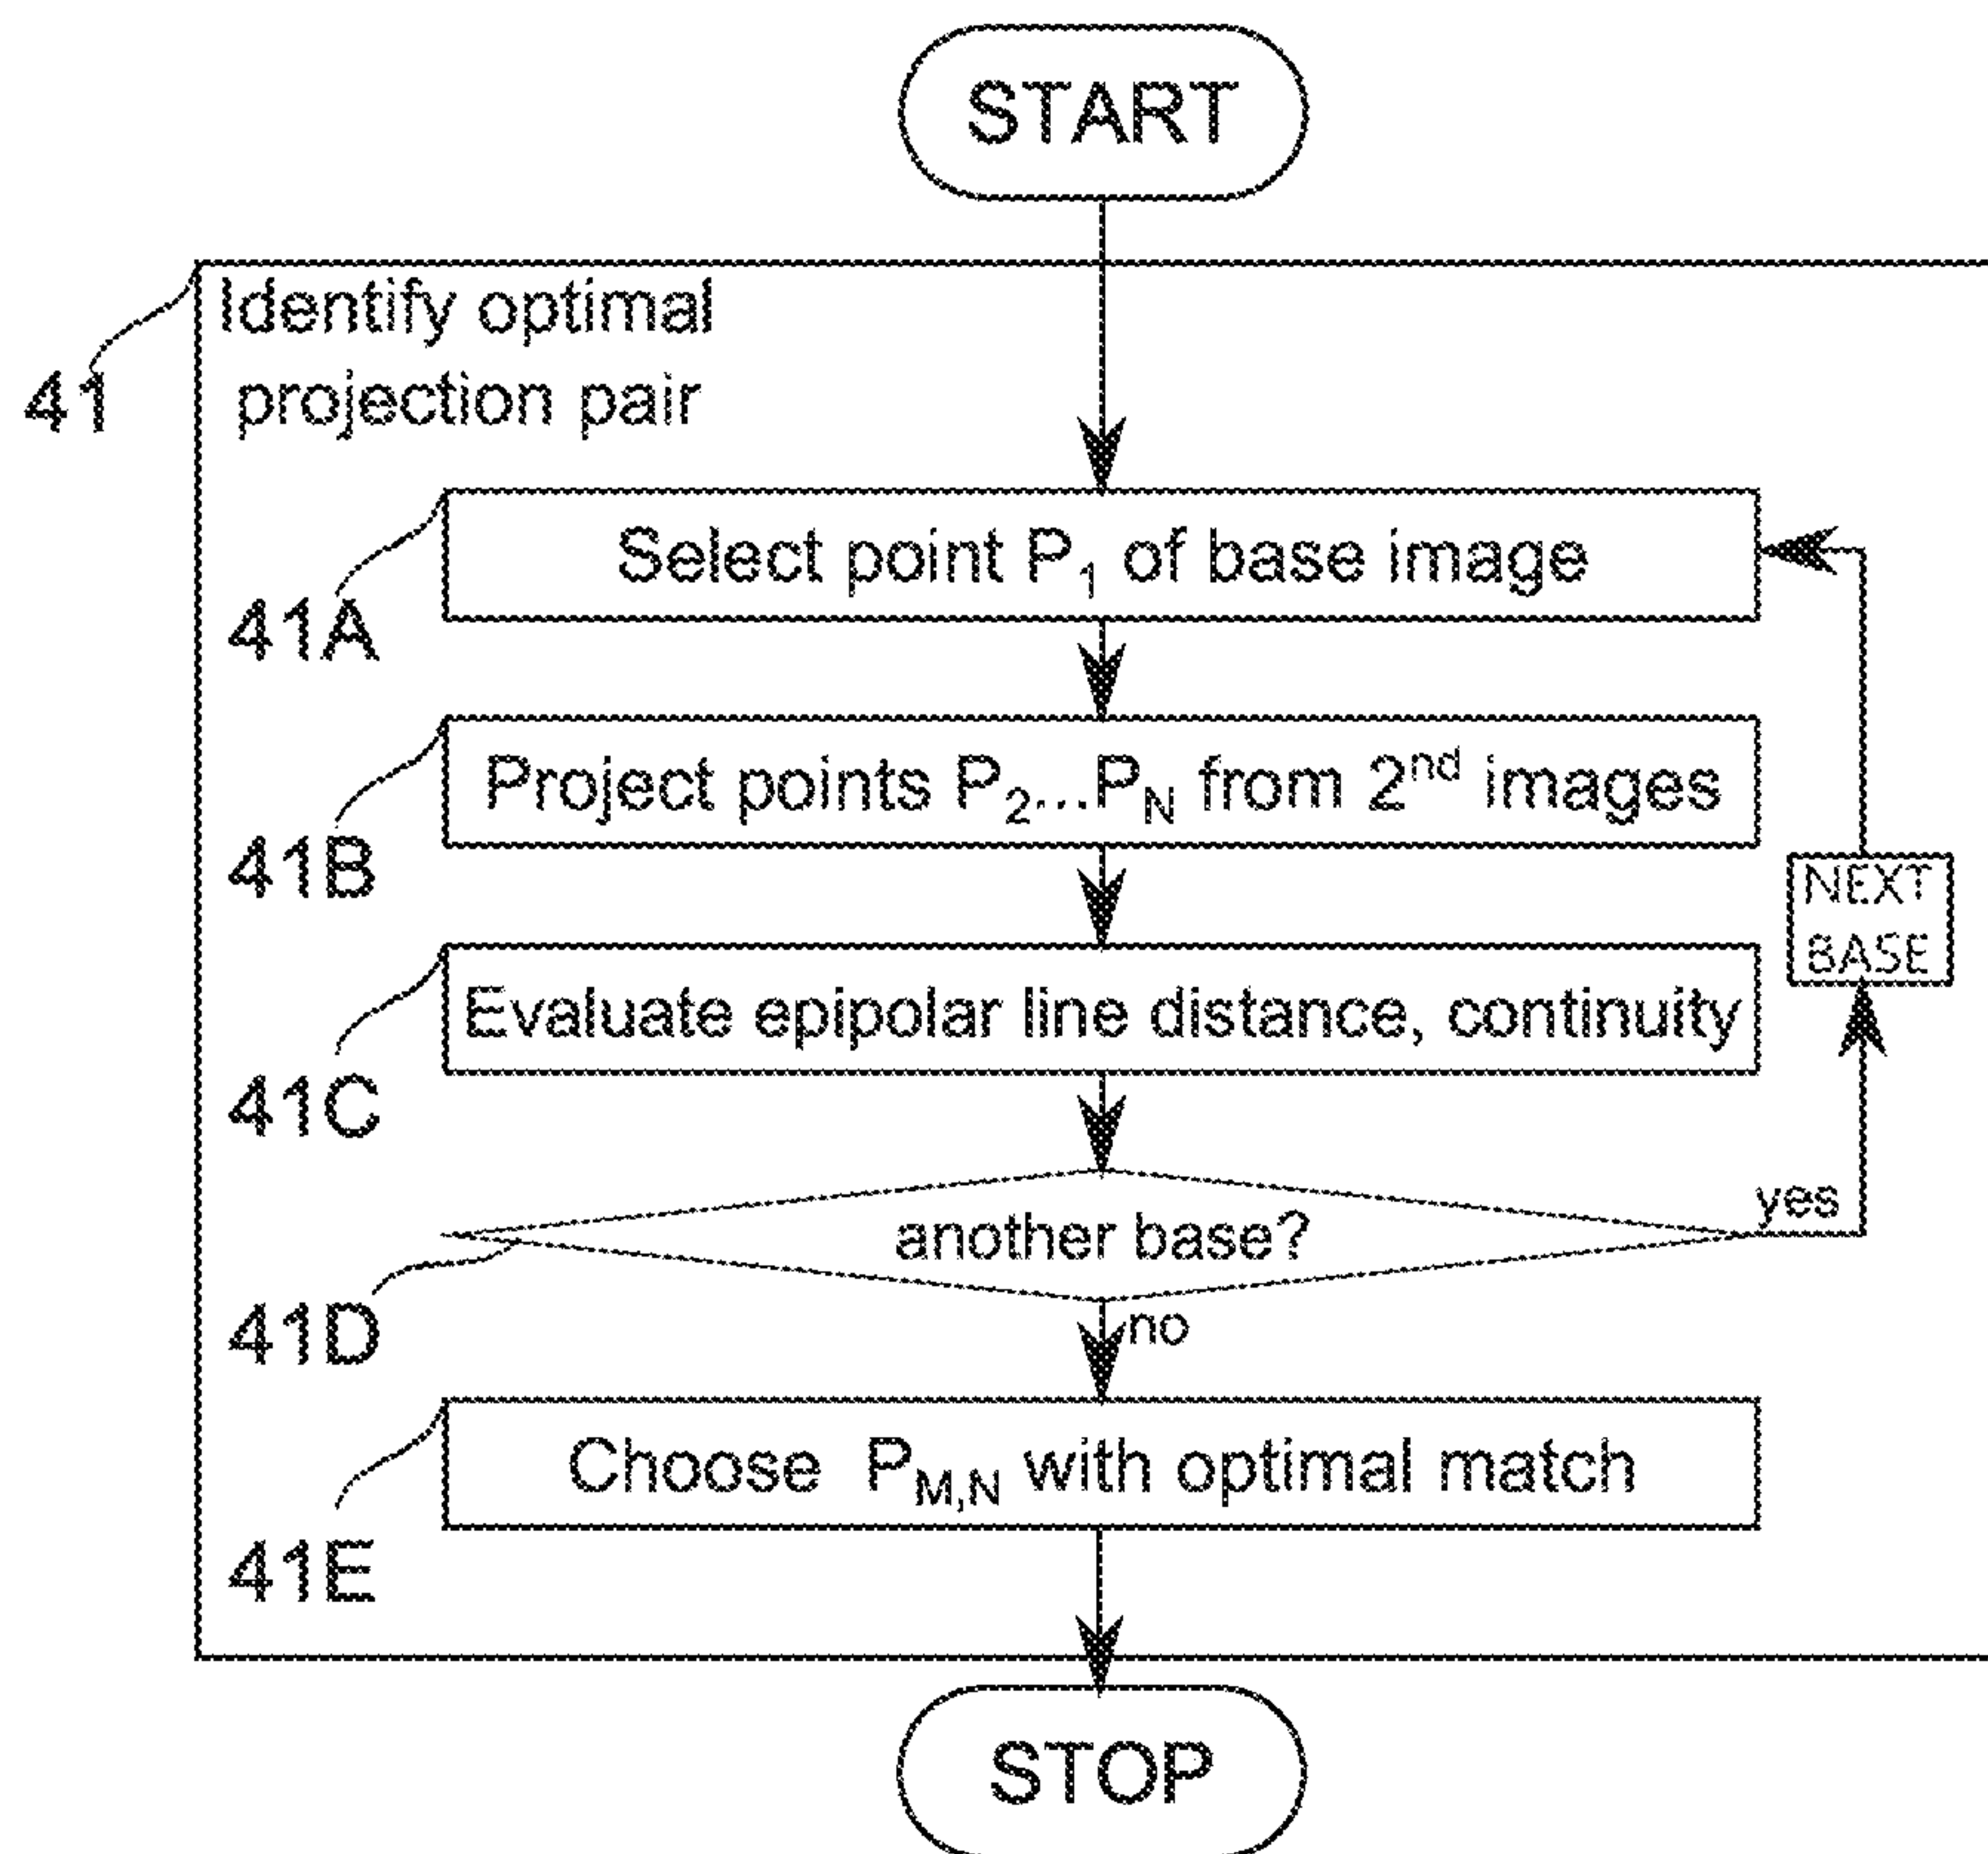 START
Identify optimal
projection pair
41
Select point P₁ of base image
41A
Project points P₂...P_N from 2ⁿᵈ images
41B
NEXT
BASE
Evaluate epipolar line distance, continuity
41C
yes
another base?
41D
no
Choose P_M,N with optimal match
41E
STOP